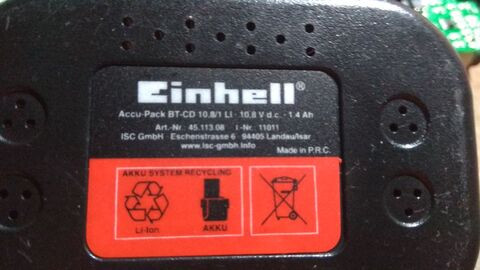 Einhell®
Accu-Pack BT-CD 10,8/1 LI · 10,8 V d.c. · 1.4 Ah
Art.-Nr. 45.113.08 I.-Nr. 11011
ISC GmbH · Eschenstrasse 6 · 94405 Landau/Isar
www.isc-gmbh.info
Made in P.R.C.
AKKU SYSTEM RECYCLING
Li-Ion AKKU